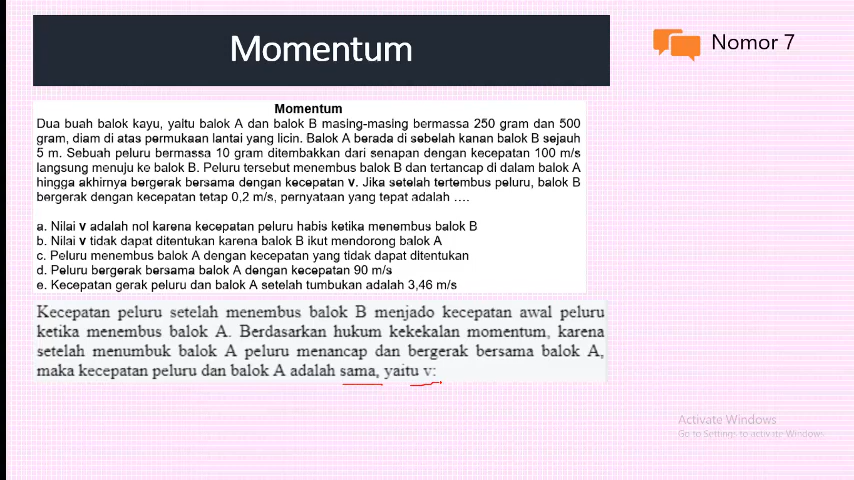 Momentum
Nomor 7
Momentum
Dua buah balok kayu, yaitu balok A dan balok B masing-masing bermassa 250 gram dan 500
gram, diam di atas permukaan lantai yang licin. Balok A berada di sebelah kanan balok B sejauh
5 m. Sebuah peluru bermassa 10 gram ditembakkan dari senapan dengan kecepatan 100 m/s
langsung menuju ke balok B. Peluru tersebut menembus balok B dan tertancap di dalam balok A
hingga akhirnya bergerak bersama dengan kecepatan v. Jika setelah tertembus peluru, balok B
bergerak dengan kecepatan tetap 0,2 m/s, pernyataan yang tepat adalah ....
a. Nilai v adalah nol karena kecepatan peluru habis ketika menembus balok B
b. Nilai v tidak dapat ditentukan karena balok B ikut mendorong balok A
c. Peluru menembus balok A dengan kecepatan yang tidak dapat ditentukan
d. Peluru bergerak bersama balok A dengan kecepatan 90 m/s
e. Kecepatan gerak peluru dan balok A setelah tumbukan adalah 3,46 m/s
Kecepatan peluru setelah menembus balok B menjado kecepatan awal peluru
ketika menembus balok A. Berdasarkan hukum kekekalan momentum, karena
setelah menumbuk balok A peluru menancap dan bergerak bersama balok A,
maka kecepatan peluru dan balok A adalah sama, yaitu v:
Activate Windows
Go to Settings to activate Windows.